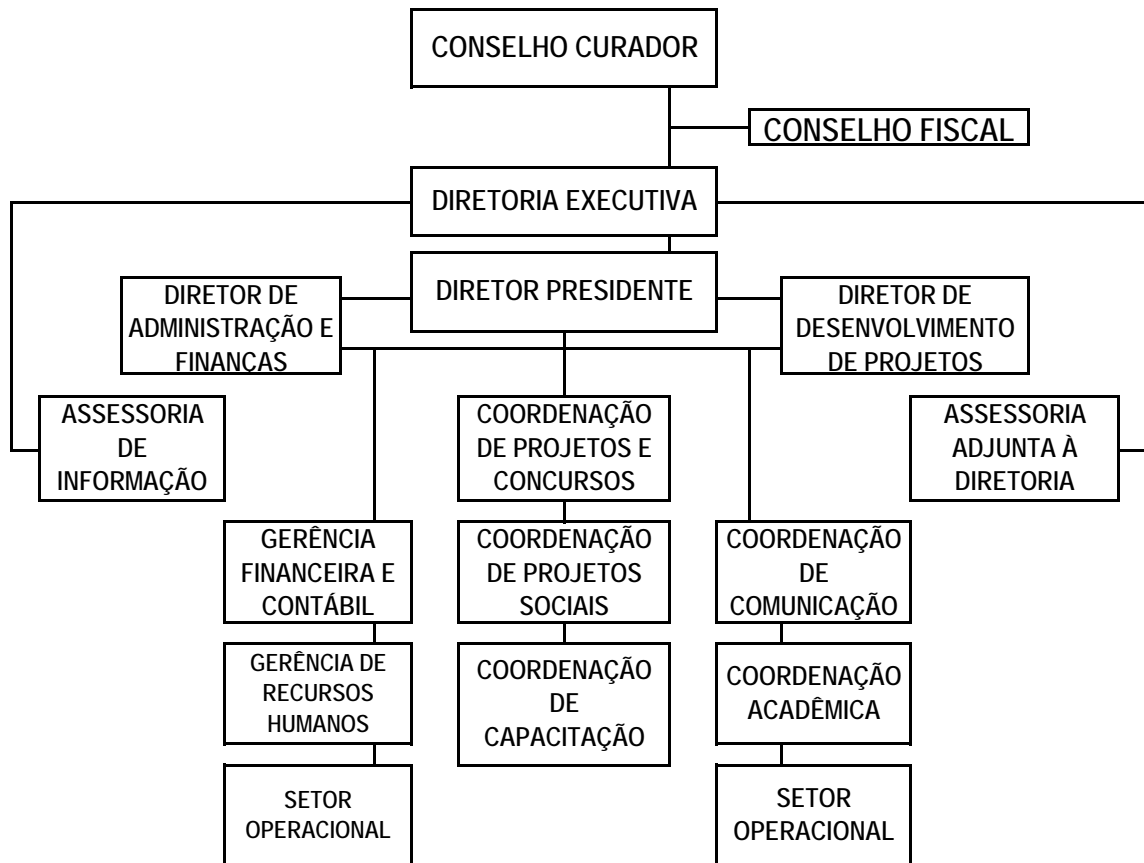 CONSELHO CURADOR
CONSELHO FISCAL
DIRETORIA EXECUTIVA
DIRETOR PRESIDENTE
DIRETOR DE
ADMINISTRAÇÃO E
FINANÇAS
DIRETOR DE
DESENVOLVIMENTO
DE PROJETOS
ASSESSORIA
DE
INFORMAÇÃO
COORDENAÇÃO
DE PROJETOS E
CONCURSOS
ASSESSORIA
ADJUNTA À
DIRETORIA
GERÊNCIA
FINANCEIRA E
CONTÁBIL
COORDENAÇÃO
DE PROJETOS
SOCIAIS
COORDENAÇÃO
DE
COMUNICAÇÃO
GERÊNCIA DE
RECURSOS
HUMANOS
COORDENAÇÃO
DE
CAPACITAÇÃO
COORDENAÇÃO
ACADÊMICA
SETOR
OPERACIONAL
SETOR
OPERACIONAL